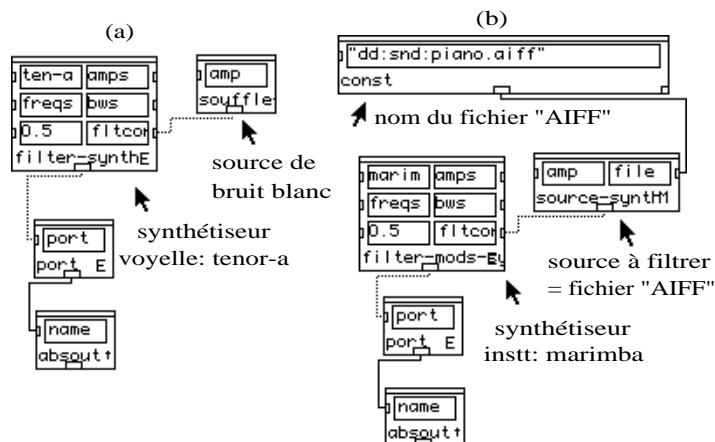 (a)
ten-a amps
freqs bws
0.5 fltcon
filter-synthE
amp
souffle
source de
bruit blanc
synthétiseur
voyelle: tenor-a
port
port E
name
absout↑
(b)
"dd:snd:piano.aiff"
const
nom du fichier "AIFF"
marim amps
freqs bws
0.5 fltcor
filter-mods-Ey
amp file
source-syntHM
source à filtrer
= fichier "AIFF"
synthétiseur
instt: marimba
port
port E
name
absout↑